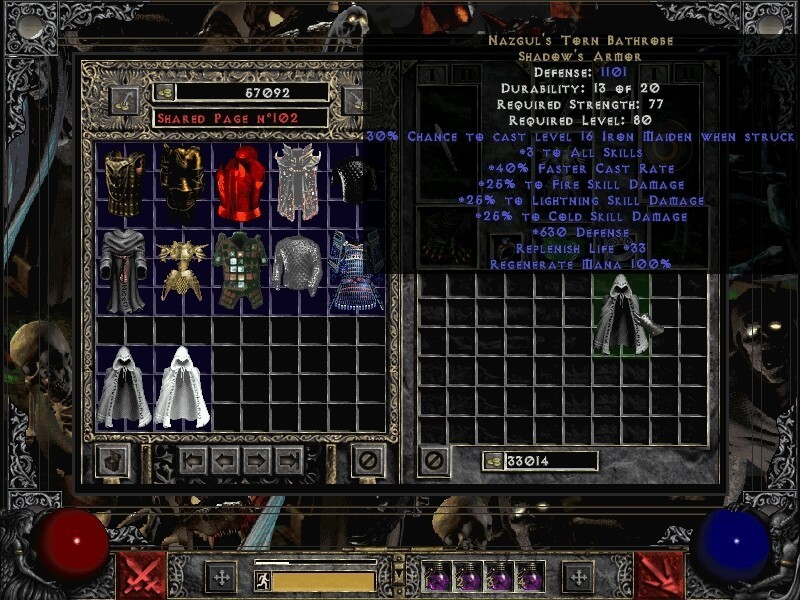 Nazgul's Torn Bathrobe
Shadow's Armor
Defense: 1101
Durability: 13 of 20
Required Strength: 77
Required Level: 80
30% Chance to cast level 16 Iron Maiden when struck
+3 to All Skills
+40% Faster Cast Rate
+25% to Fire Skill Damage
+25% to Lightning Skill Damage
+25% to Cold Skill Damage
+630 Defense
Replenish Life +33
Regenerate Mana 100%
57092
Shared Page n°102
33014